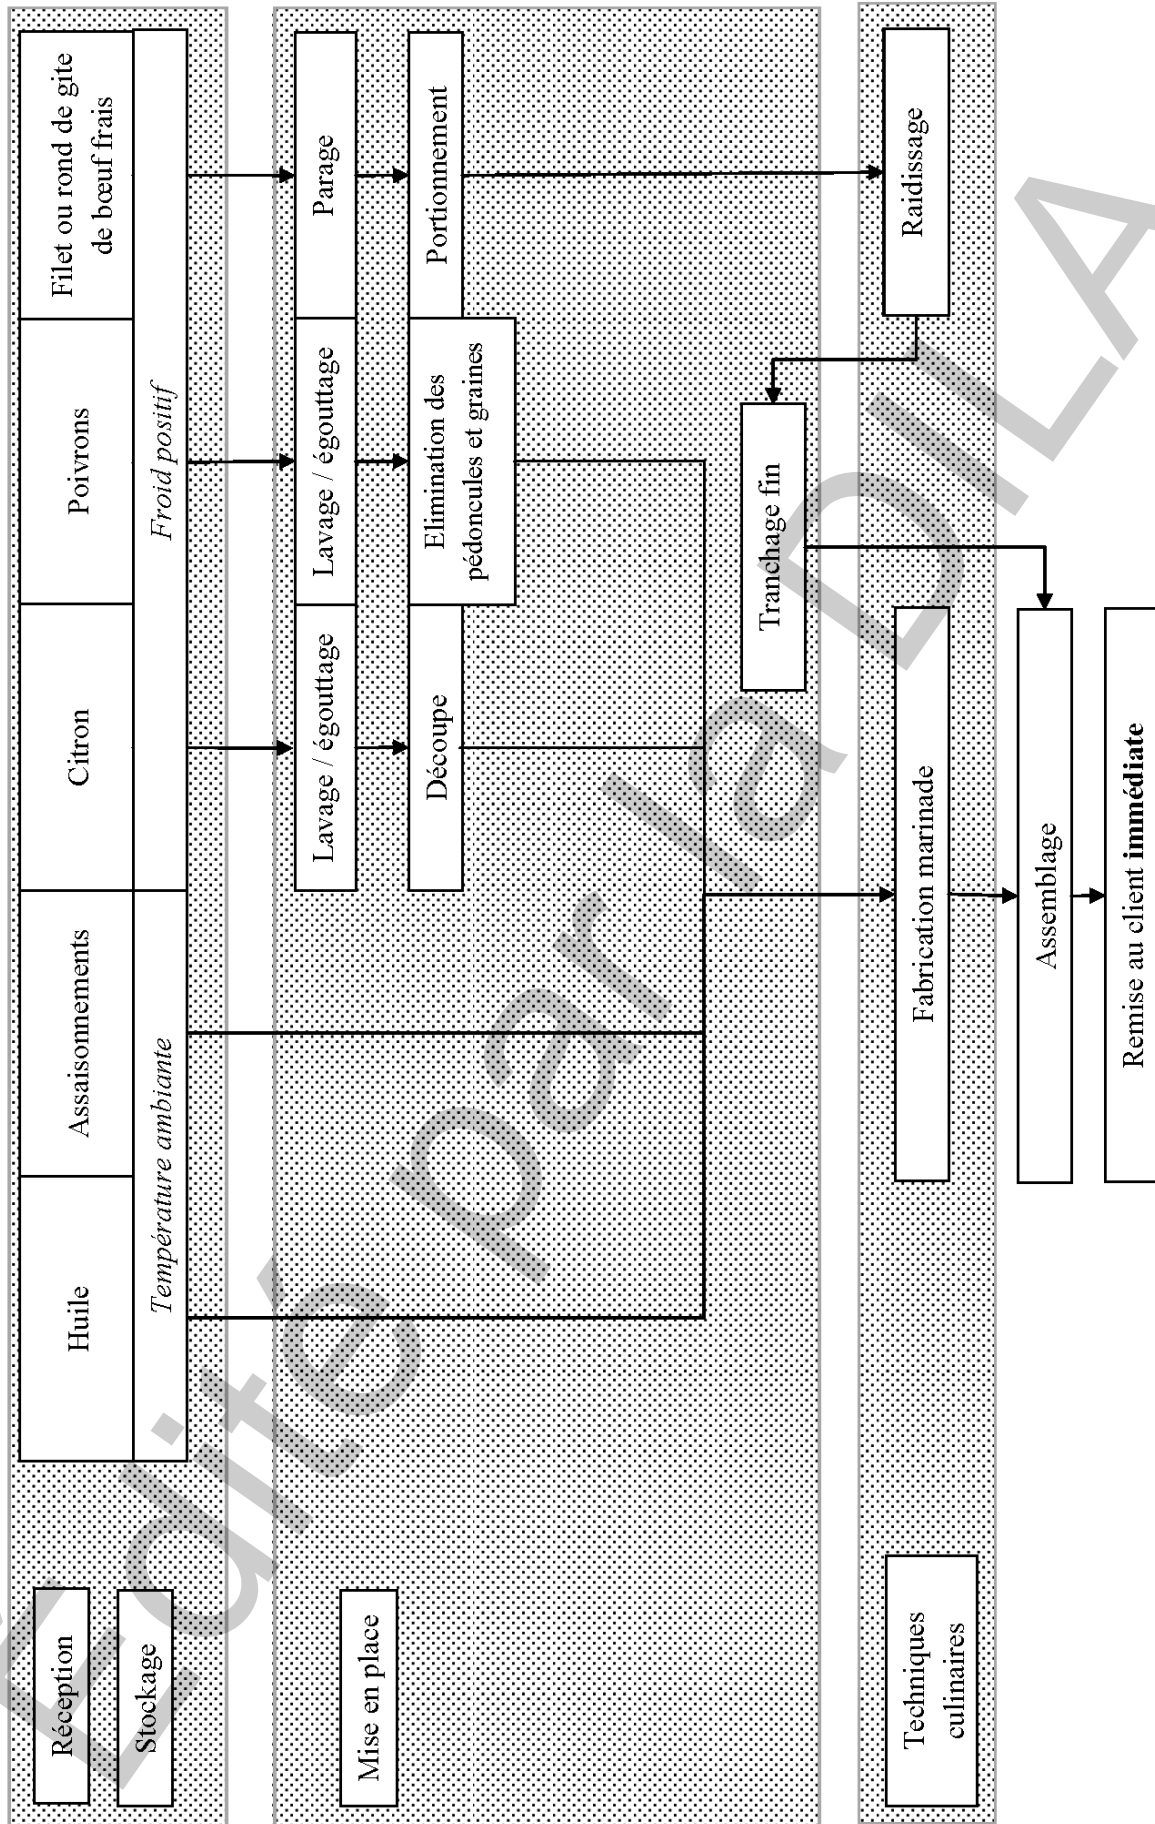 Réception
Stockage
Huile
Assaisonnements
Citron
Poivrons
Filet ou rond de gite
de bœuf frais
Température ambiante
Froid positif
Mise en place
Lavage / égouttage
Lavage / égouttage
Parage
Découpe
Elimination des
pédoncules et graines
Portionnement
Tranchage fin
Techniques
culinaires
Fabrication marinade
Raidissage
Assemblage
Remise au client immédiate
Édité par la DILA